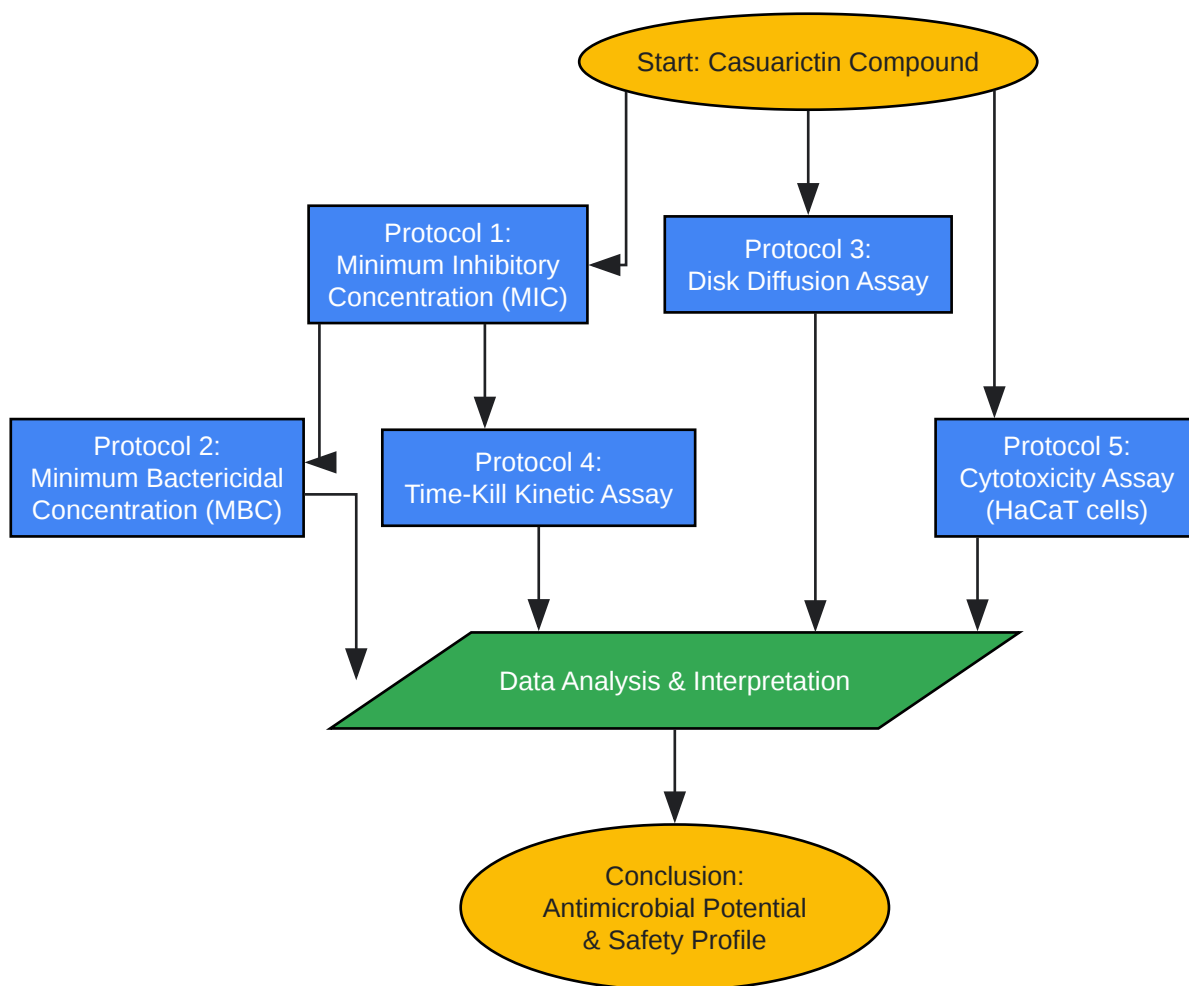 Start: Casuarictin Compound
Protocol 1:
Minimum Inhibitory
Concentration (MIC)
Protocol 3:
Disk Diffusion Assay
Protocol 2:
Minimum Bactericidal
Concentration (MBC)
Protocol 4:
Time-Kill Kinetic Assay
Protocol 5:
Cytotoxicity Assay
(HaCaT cells)
Data Analysis & Interpretation
Conclusion:
Antimicrobial Potential
& Safety Profile